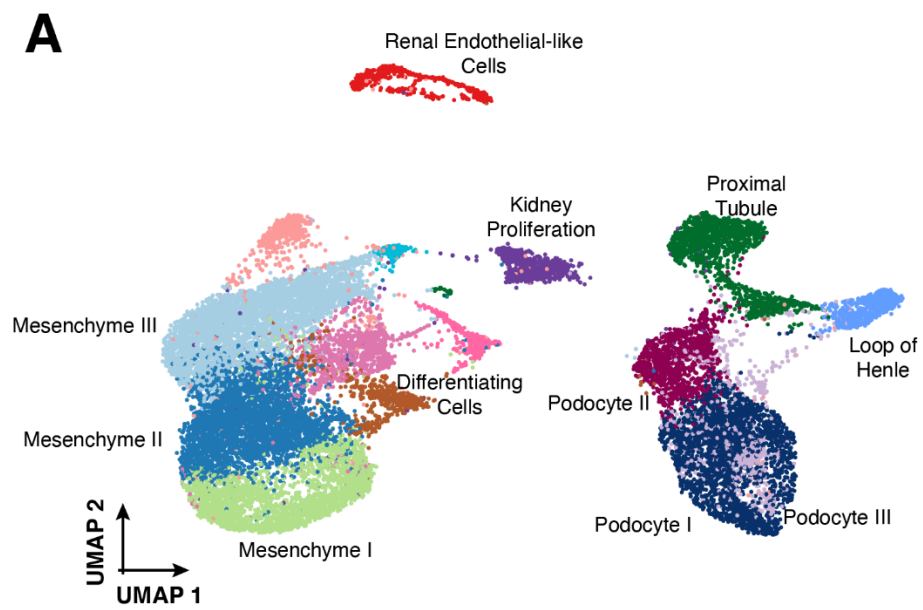 A
Renal Endothelial-like
Cells
Proximal
Tubule
Kidney
Proliferation
Mesenchyme III
Loop of
Henle
Differentiating
Cells
Podocyte II
Mesenchyme II
Podocyte I
Podocyte III
Mesenchyme I
UMAP 2
UMAP 1